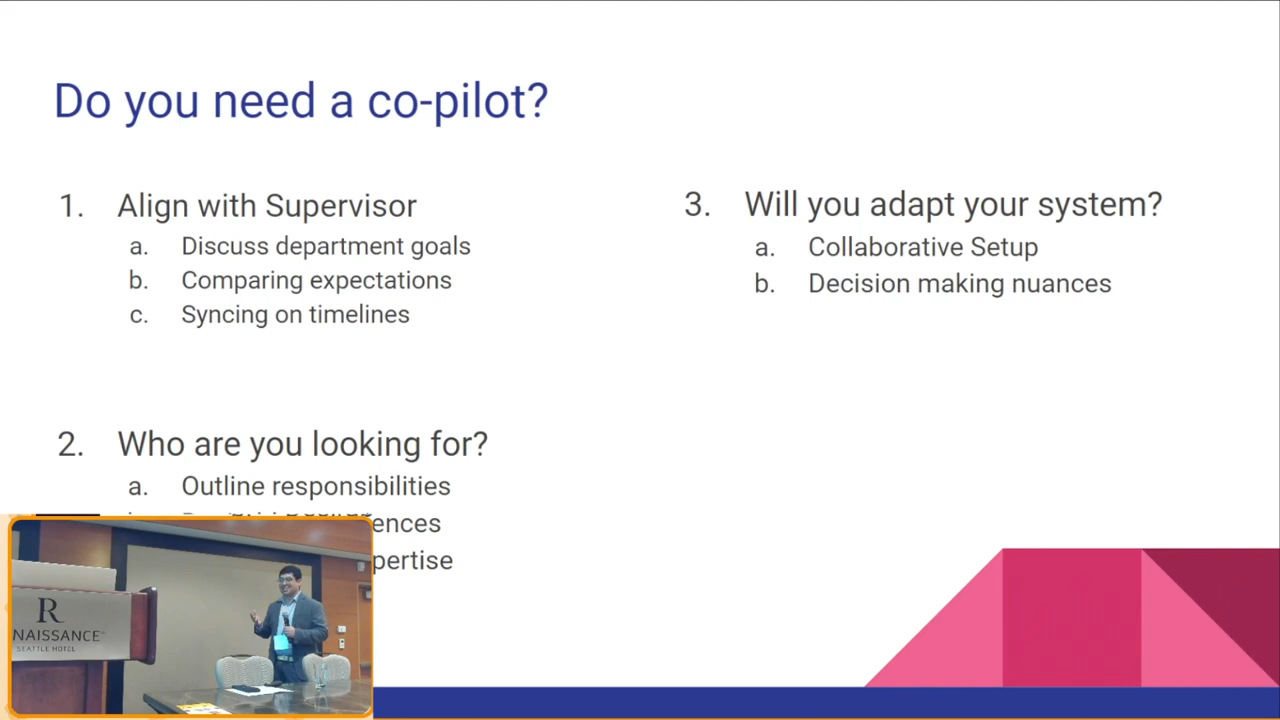 Do you need a co-pilot?
1. Align with Supervisor
a. Discuss department goals
b. Comparing expectations
c. Syncing on timelines
2. Who are you looking for?
a. Outline responsibilities
ences
pertise
3. Will you adapt your system?
a. Collaborative Setup
b. Decision making nuances
R
NAISSANCE
SEATTLE HOTEL